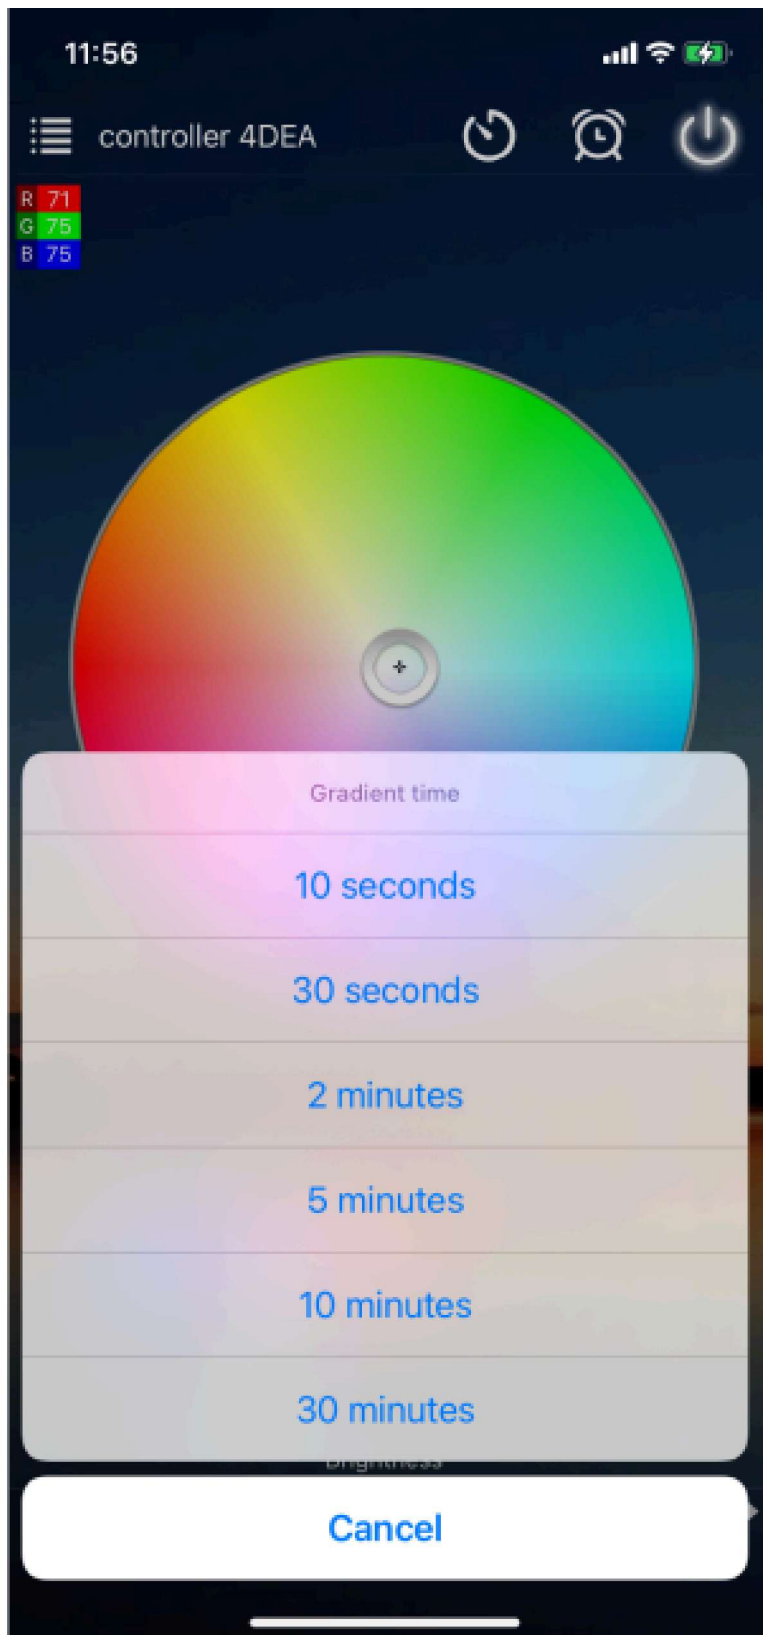 11:56
controller 4DEA
R 71
G 75
B 75
Gradient time
10 seconds
30 seconds
2 minutes
5 minutes
10 minutes
30 minutes
Brightness
Cancel